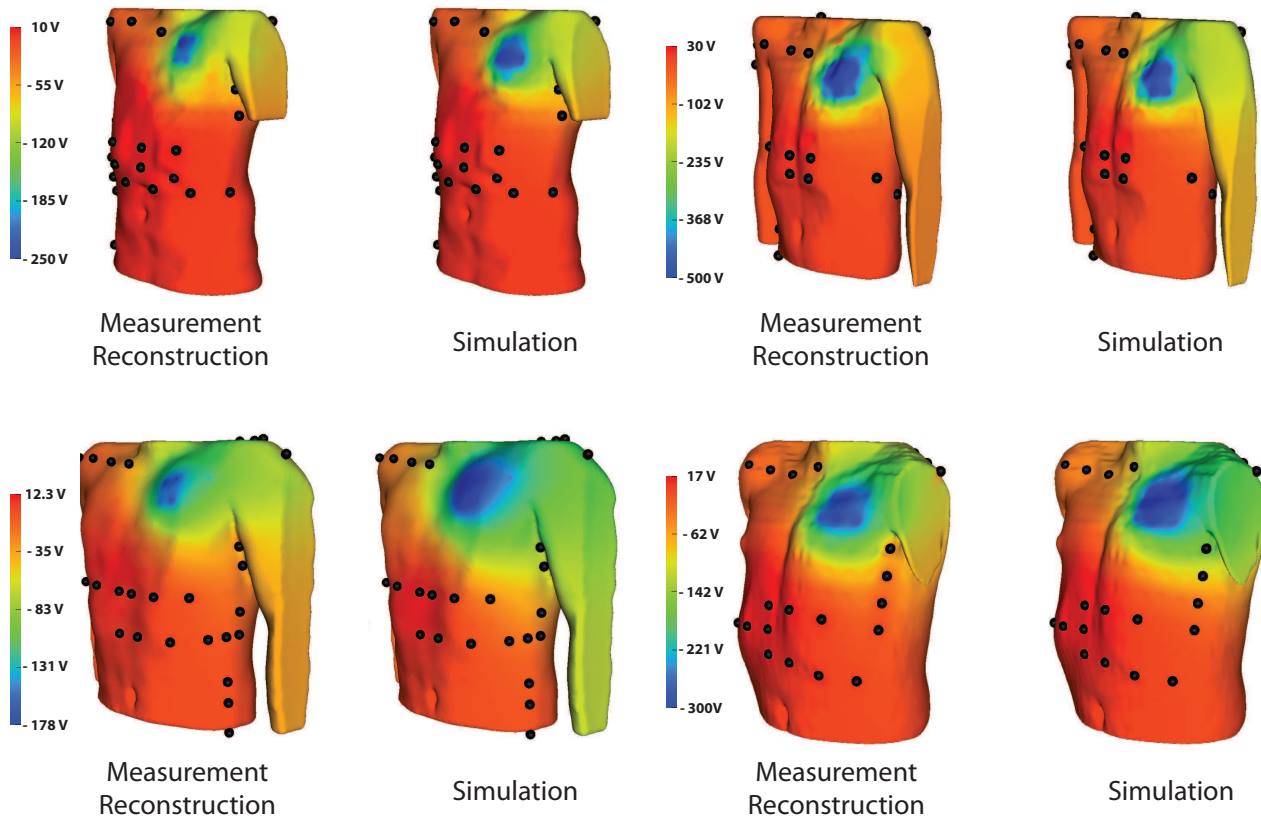 10 V
- 55 V
- 120 V
- 185 V
- 250 V
Measurement
Reconstruction
Simulation
30 V
- 102 V
- 235 V
- 368 V
- 500 V
Measurement
Reconstruction
Simulation
12.3 V
- 35 V
- 83 V
- 131 V
- 178 V
Measurement
Reconstruction
Simulation
17 V
- 62 V
- 142 V
- 221 V
- 300V
Measurement
Reconstruction
Simulation